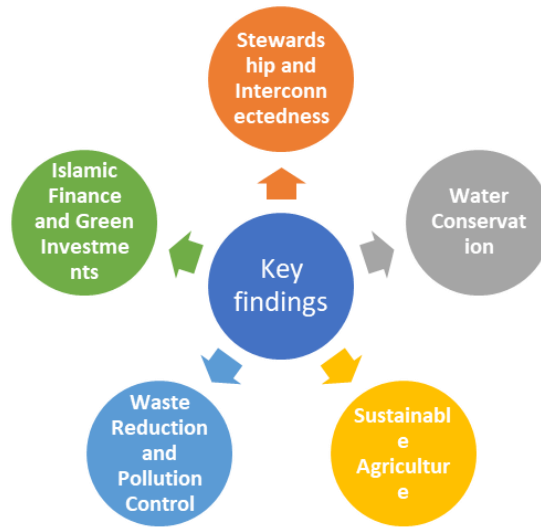 Stewards
hip and
Interconn
ectedness
Islamic
Finance
and Green
Investme
nts
Water
Conservat
ion
Key
findings
Waste
Reduction
and
Pollution
Control
Sustainabl
e
Agricultur
e